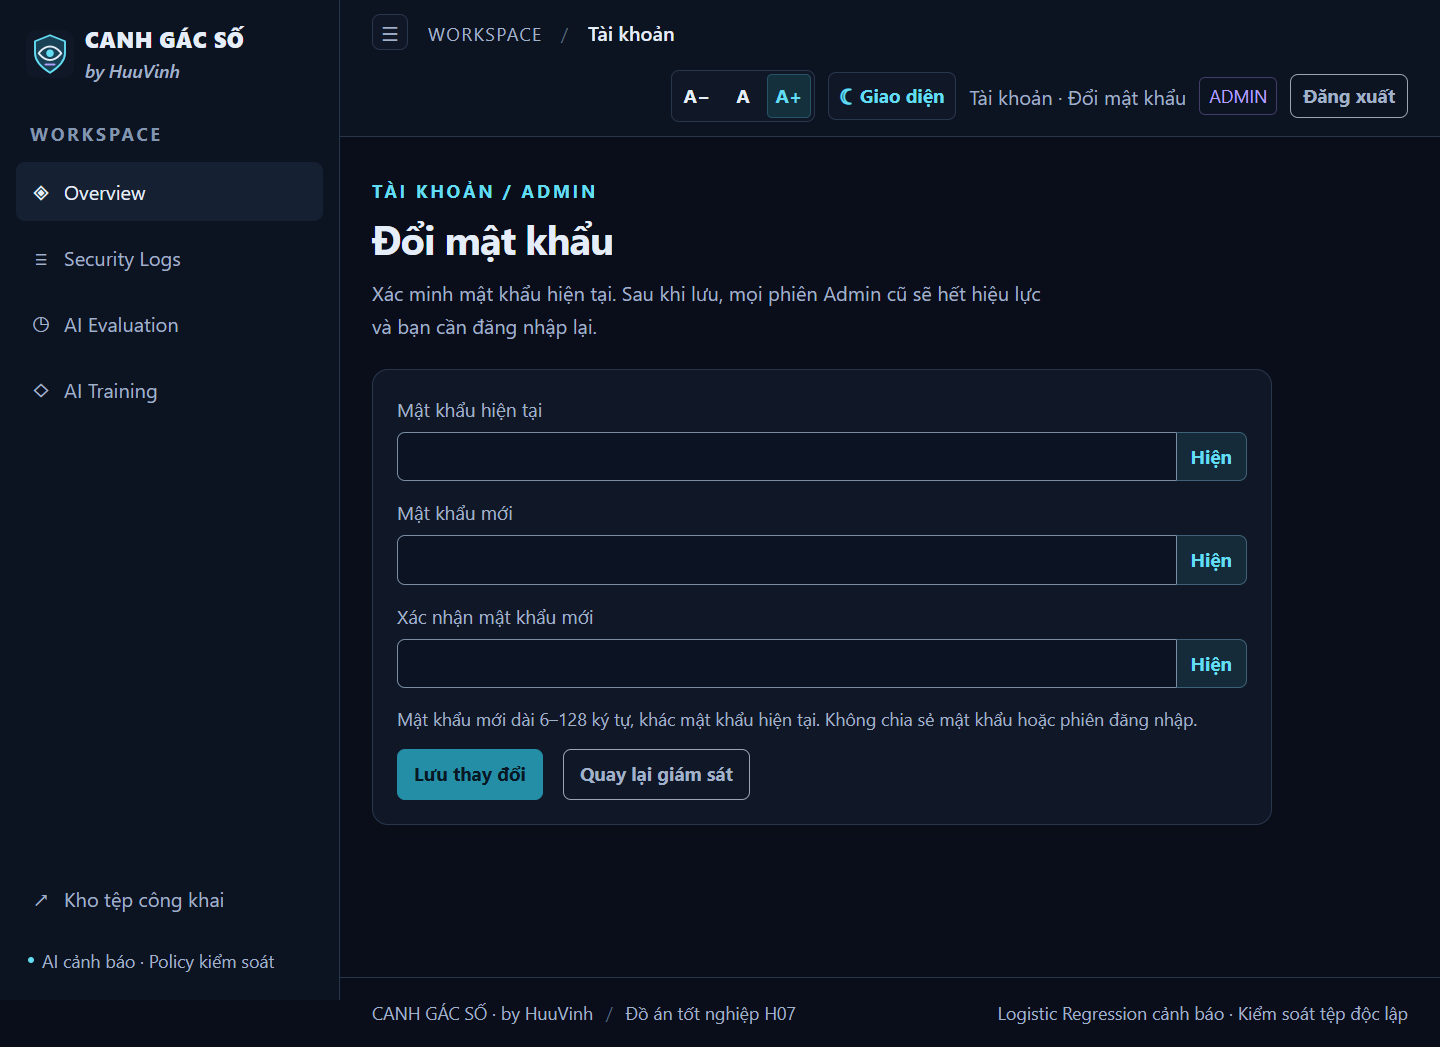 CANH GÁC SỐ
by HuuVinh
WORKSPACE
Overview
Security Logs
AI Evaluation
AI Training
Kho tệp công khai
AI cảnh báo · Policy kiểm soát
WORKSPACE / Tài khoản
A− A A+ Giao diện Tài khoản · Đổi mật khẩu ADMIN Đăng xuất
TÀI KHOẢN / ADMIN
Đổi mật khẩu
Xác minh mật khẩu hiện tại. Sau khi lưu, mọi phiên Admin cũ sẽ hết hiệu lực
và bạn cần đăng nhập lại.
Mật khẩu hiện tại
Hiện
Mật khẩu mới
Hiện
Xác nhận mật khẩu mới
Hiện
Mật khẩu mới dài 6–128 ký tự, khác mật khẩu hiện tại. Không chia sẻ mật khẩu hoặc phiên đăng nhập.
Lưu thay đổi Quay lại giám sát
CANH GÁC SỐ · by HuuVinh / Đồ án tốt nghiệp H07
Logistic Regression cảnh báo · Kiểm soát tệp độc lập